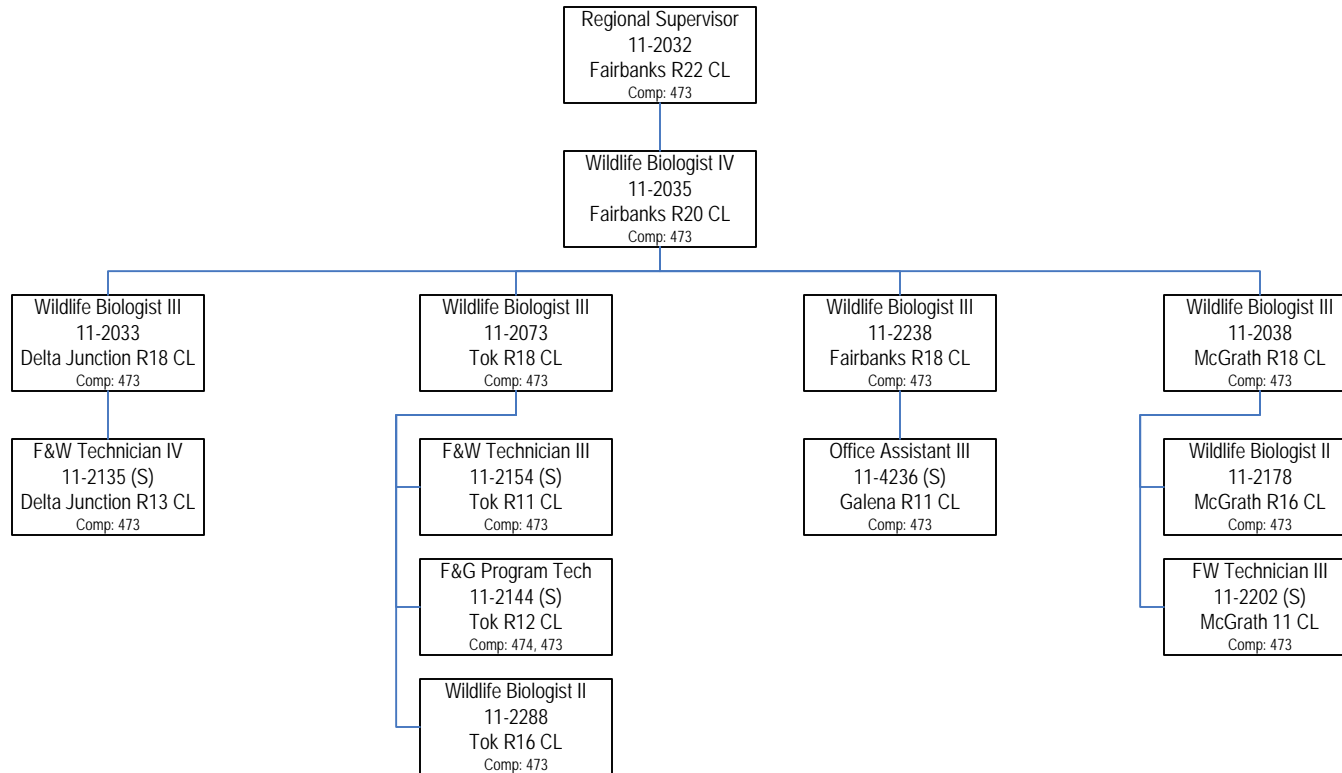 Regional Supervisor
11-2032
Fairbanks R22 CL
Comp: 473
Wildlife Biologist IV
11-2035
Fairbanks R20 CL
Comp: 473
Wildlife Biologist III
11-2033
Delta Junction R18 CL
Comp: 473
Wildlife Biologist III
11-2073
Tok R18 CL
Comp: 473
Wildlife Biologist III
11-2238
Fairbanks R18 CL
Comp: 473
Wildlife Biologist III
11-2038
McGrath R18 CL
Comp: 473
F&W Technician IV
11-2135 (S)
Delta Junction R13 CL
Comp: 473
F&W Technician III
11-2154 (S)
Tok R11 CL
Comp: 473
Office Assistant III
11-4236 (S)
Galena R11 CL
Comp: 473
Wildlife Biologist II
11-2178
McGrath R16 CL
Comp: 473
F&G Program Tech
11-2144 (S)
Tok R12 CL
Comp: 474, 473
FW Technician III
11-2202 (S)
McGrath 11 CL
Comp: 473
Wildlife Biologist II
11-2288
Tok R16 CL
Comp: 473